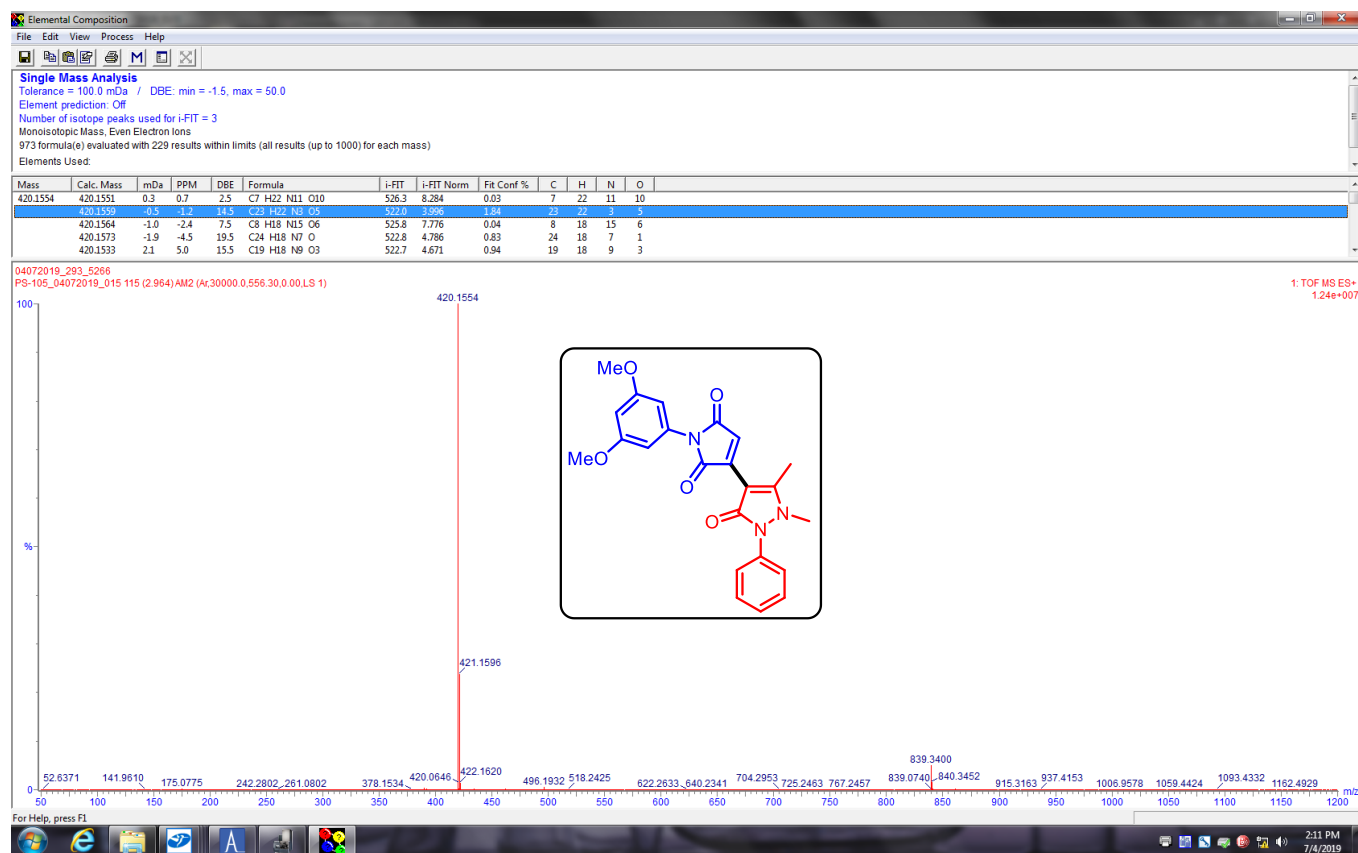 Elemental Composition
File Edit View Process Help
M
Single Mass Analysis
Tolerance = 100.0 mDa / DBE: min = -1.5, max = 50.0
Element prediction: Off
Number of isotope peaks used for i-FIT = 3
Monoisotopic Mass, Even Electron Ions
973 formula(e) evaluated with 229 results within limits (all results (up to 1000) for each mass)
Elements Used:
Mass Calc. Mass mDa PPM DBE Formula i-FIT i-FIT Norm Fit Conf % C H N O
420.1554 420.1551 0.3 0.7 2.5 C7 H22 N11 O10 526.3 8.284 0.03 7 22 11 10
420.1559 -0.5 -1.2 14.5 C23 H22 N3 O5 522.0 3.996 1.84 23 22 3 5
420.1564 -1.0 -2.4 7.5 C8 H18 N15 O6 525.8 7.776 0.04 8 18 15 6
420.1573 -1.9 -4.5 19.5 C24 H18 N7 O 522.8 4.786 0.83 24 18 7 1
420.1533 2.1 5.0 15.5 C19 H18 N9 O3 522.7 4.671 0.94 19 18 9 3
04072019_293_5266
PS-105_04072019_015 115 (2.964) AM2 (Ar,30000.0,556.30,0.00,LS 1)
1: TOF MS ES+
1.24e+007
100
420.1554
MeO
O
N
MeO
O
O
N
N
%
421.1596
839.3400
52.6371 141.9610 175.0775 242.2802 261.0802 378.1534 420.0646 422.1620 496.1932 518.2425 622.2633 640.2341 704.2953 725.2463 767.2457 839.0740 840.3452 915.3163 937.4153 1006.9578 1059.4424 1093.4332 1162.4929
0
50 100 150 200 250 300 350 400 450 500 550 600 650 700 750 800 850 900 950 1000 1050 1100 1150 1200 m/z
For Help, press F1
2:11 PM
7/4/2019